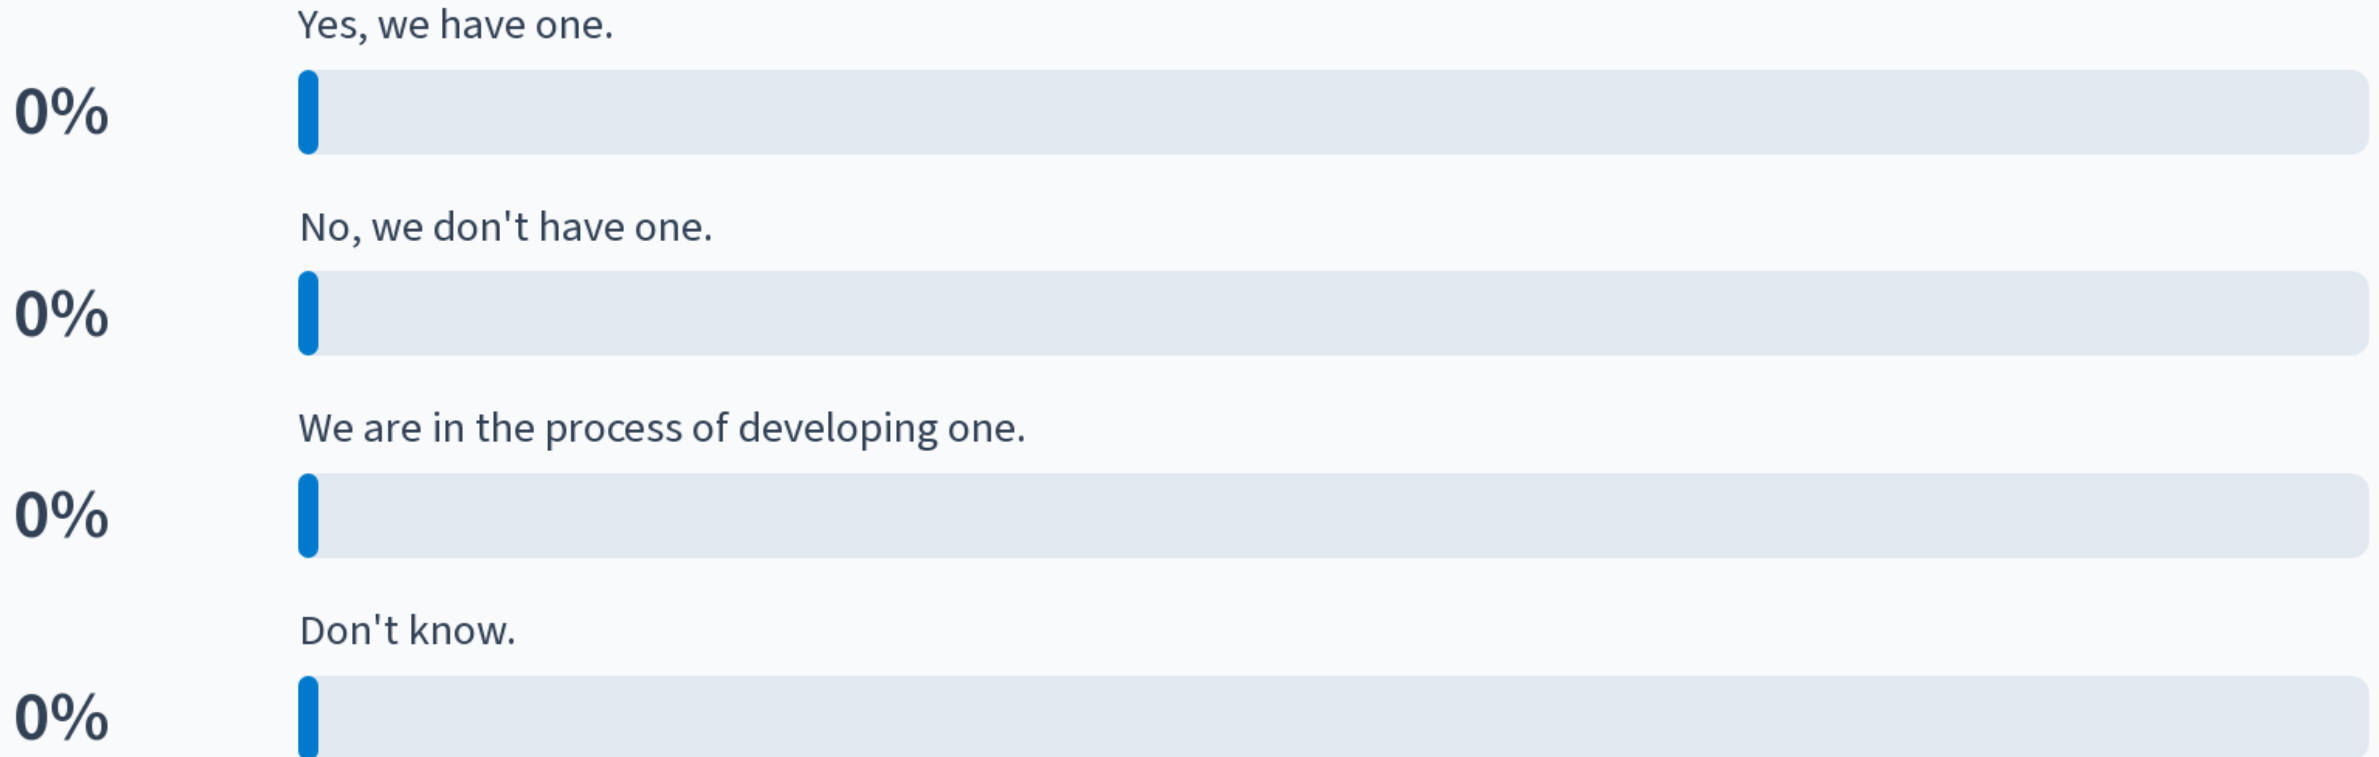 Yes, we have one.
0%
No, we don't have one.
0%
We are in the process of developing one.
0%
Don't know.
0%